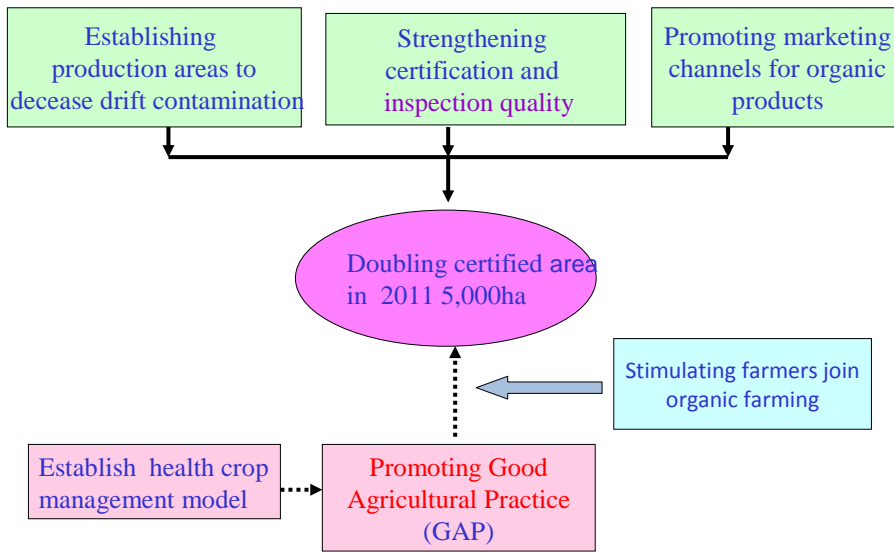 Establishing
production areas to
decease drift contamination
Strengthening
certification and
inspection quality
Promoting marketing
channels for organic
products
Doubling certified area
in 2011 5,000ha
Stimulating farmers join
organic farming
Establish health crop
management model
Promoting Good
Agricultural Practice
(GAP)